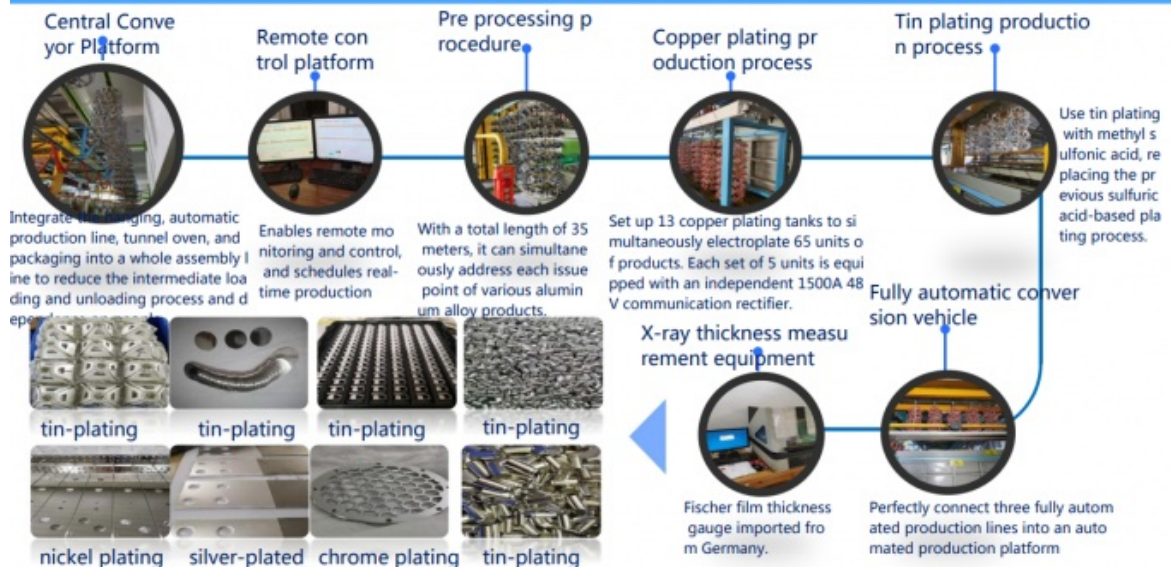 Central Conve
yor Platform
Integrate the hanging, automatic
production line, tunnel oven, and
packaging into a whole assembly l
ine to reduce the intermediate loa
ding and unloading process and d
Remote con
trol platform
Enables remote mo
nitoring and control,
and schedules real-
time production
Pre processing p
rocedure
With a total length of 35
meters, it can simultane
ously address each issue
point of various alumin
um alloy products.
Copper plating pr
oduction process
Set up 13 copper plating tanks to si
multaneously electroplate 65 units o
f products. Each set of 5 units is equi
pped with an independent 1500A 48
V communication rectifier.
Tin plating productio
n process
Use tin plating
with methyl s
ulfonic acid, re
placing the pr
evious sulfuric
acid-based pla
ting process.
Fully automatic conver
sion vehicle
Perfectly connect three fully autom
ated production lines into an auto
mated production platform
X-ray thickness measu
rement equipment
Fischer film thickness
gauge imported fro
m Germany.
tin-plating
tin-plating
tin-plating
tin-plating
nickel plating
silver-plated
chrome plating
tin-plating